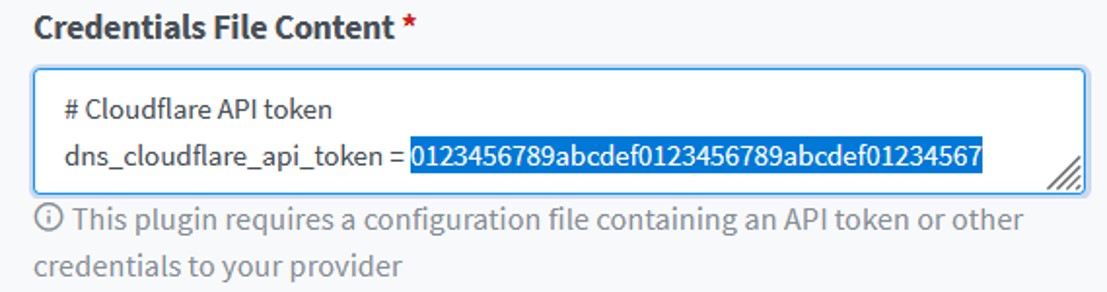 Credentials File Content *
# Cloudflare API token
dns_cloudflare_api_token = 0123456789abcdef0123456789abcdef01234567
This plugin requires a configuration file containing an API token or other
credentials to your provider